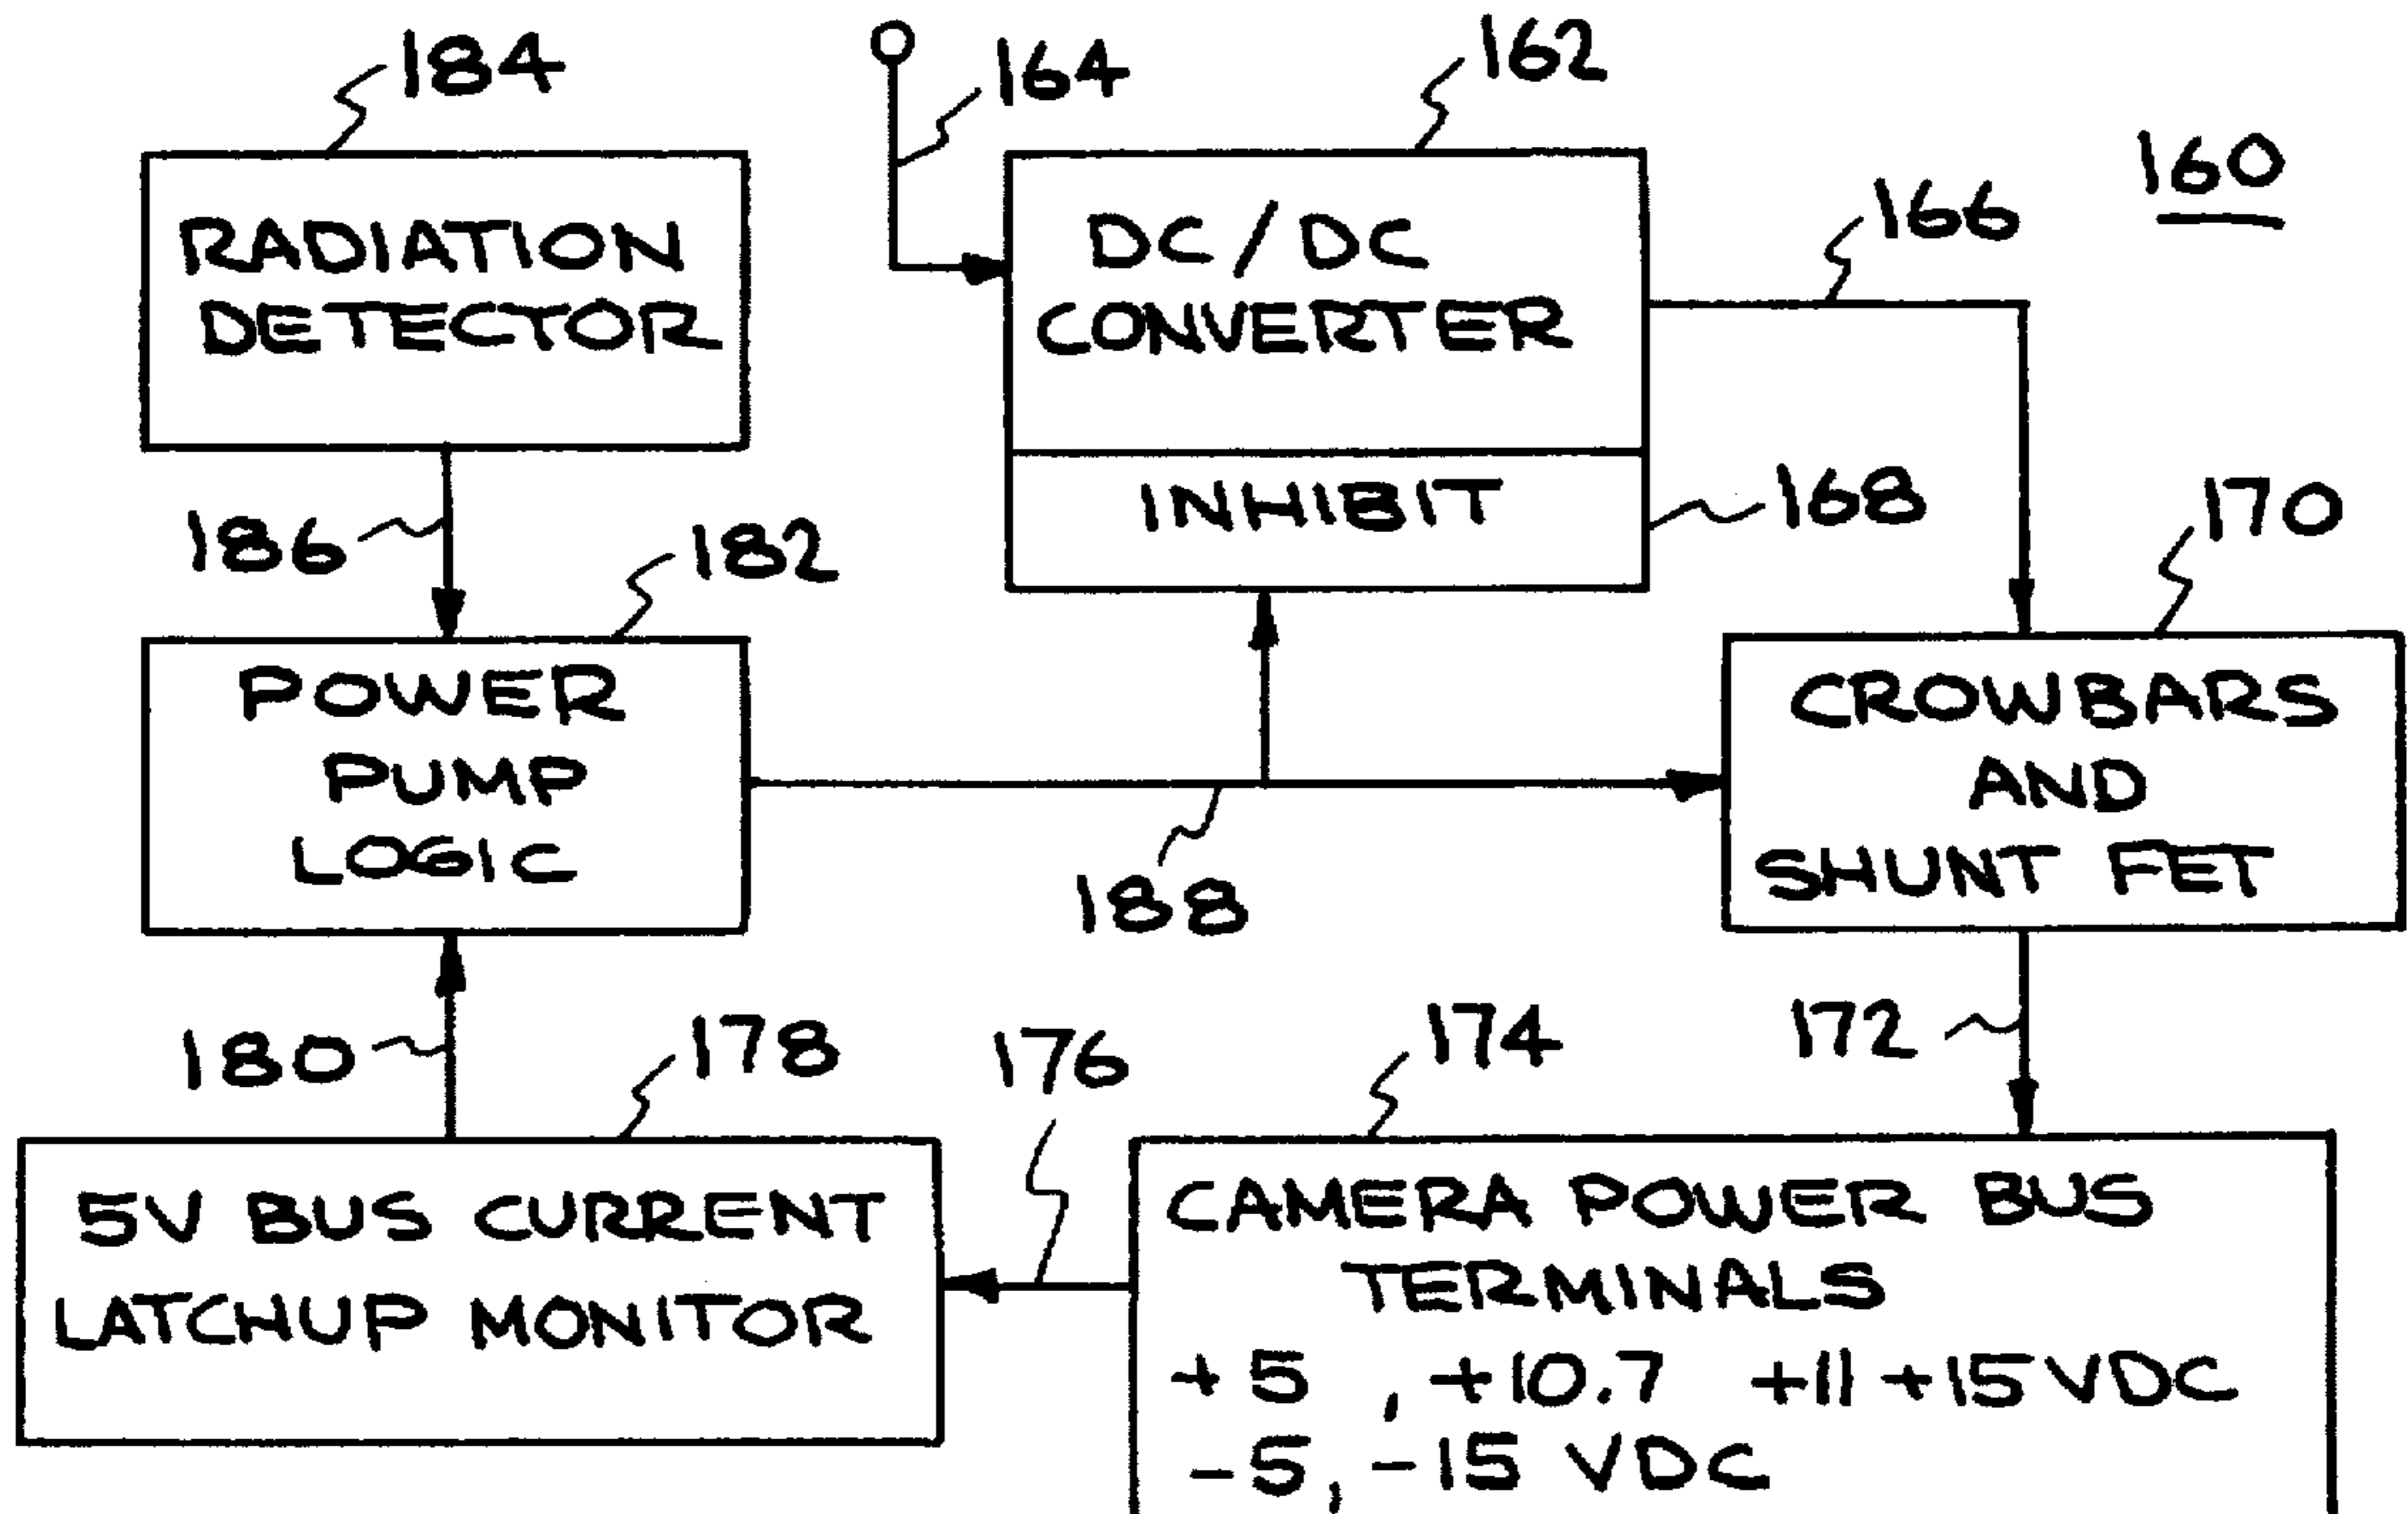 184
164
162
160
RADIATION
DETECTOR
DC/DC
CONVERTER
166
INHIBIT
168
170
186
182
POWER
PUMP
LOGIC
CROWBARS
AND
SHUNT FET
188
180
178
176
174
172
5V BUS CURRENT
LATCHUP MONITOR
CAMERA POWER BUS
TERMINALS
+5 , +10.7 +11 +15 VDC
-5, -15 VDC